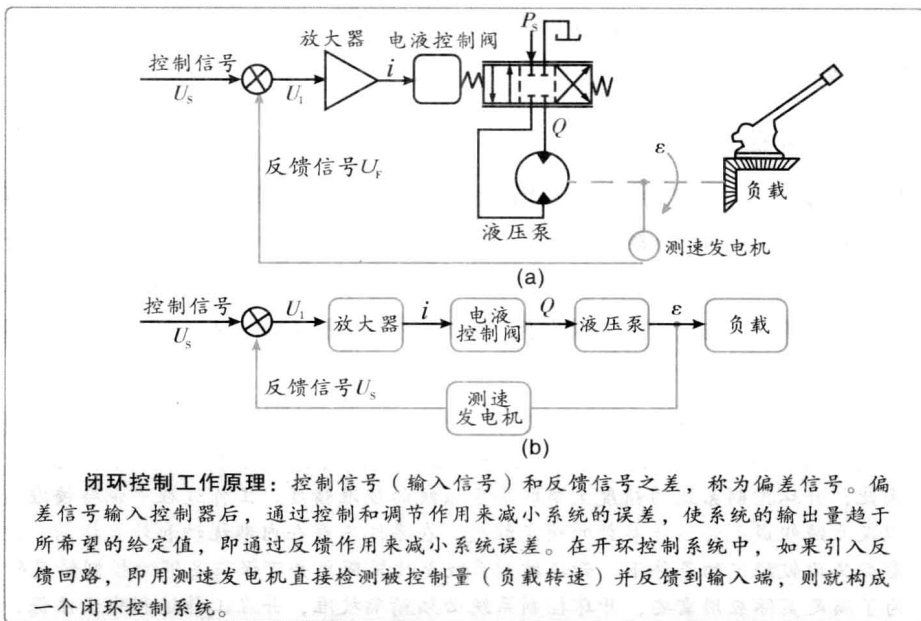 放大器
电液控制阀
P_S
控制信号
U_S
U_1
i
Q
反馈信号U_F
ε
负载
液压泵
测速发电机
(a)
控制信号
U_S
U_1
放大器
i
电液
控制阀
Q
液压泵
ε
负载
反馈信号U_S
测速
发电机
(b)
闭环控制工作原理：控制信号（输入信号）和反馈信号之差，称为偏差信号。偏
差信号输入控制器后，通过控制和调节作用来减小系统的误差，使系统的输出量趋于
所希望的给定值，即通过反馈作用来减小系统误差。在开环控制系统中，如果引入反
馈回路，即用测速发电机直接检测被控制量（负载转速）并反馈到输入端，则就构成
一个闭环控制系统。